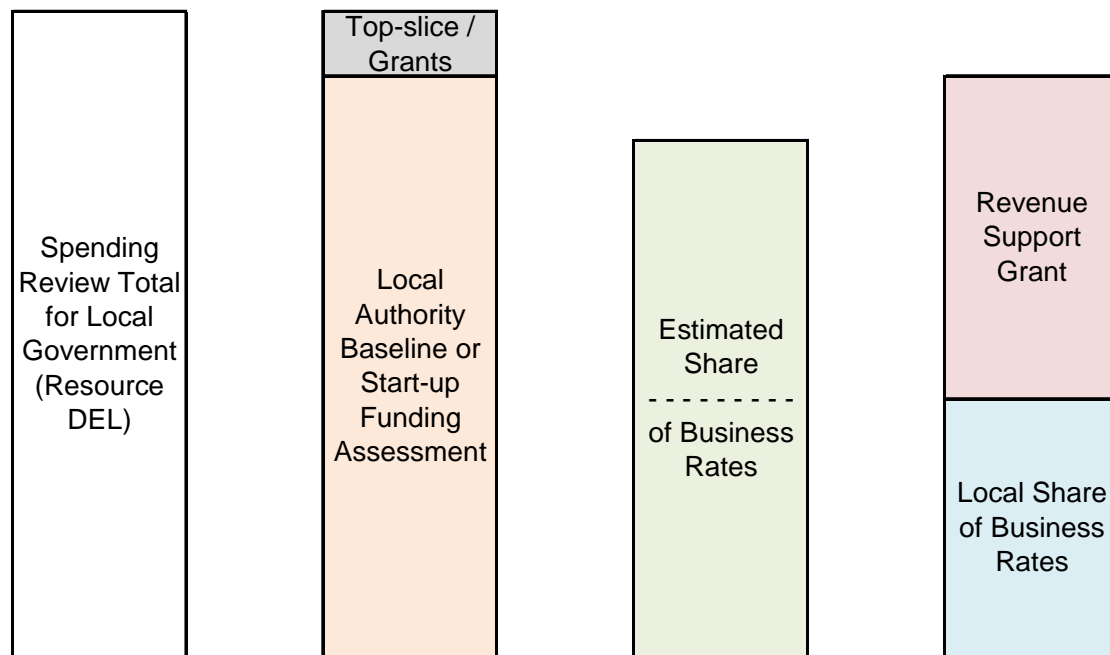 Spending
Review Total
for Local
Government
(Resource
DEL)
Top-slice /
Grants
Local
Authority
Baseline or
Start-up
Funding
Assessment
Estimated
Share
- - - - - - - - -
of Business
Rates
Revenue
Support
Grant
Local Share
of Business
Rates